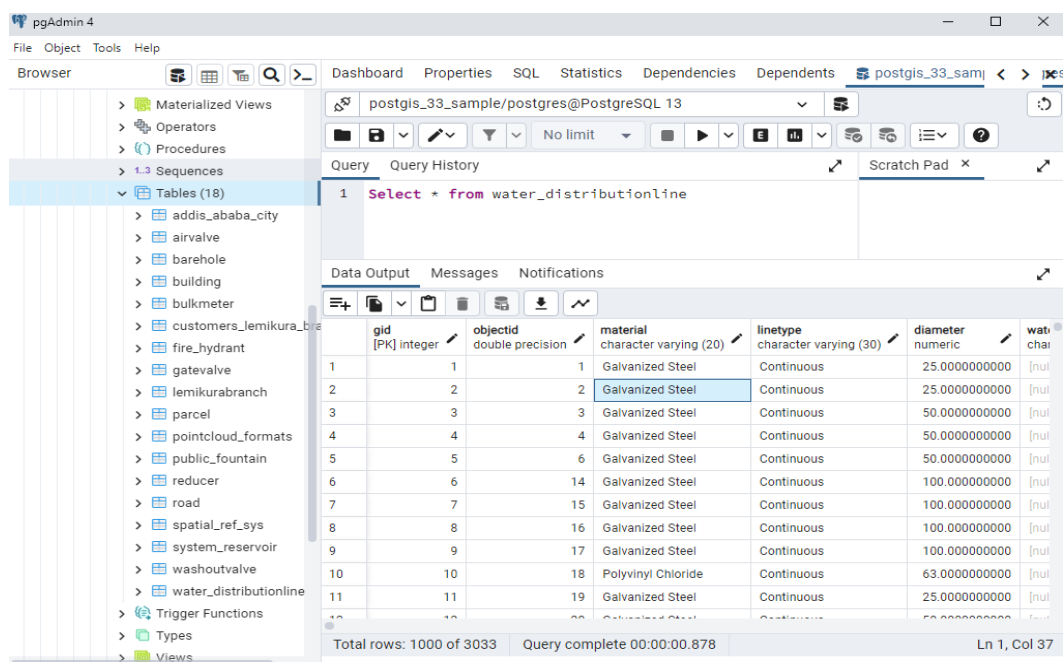 pgAdmin 4
File Object Tools Help
Browser
Dashboard Properties SQL Statistics Dependencies Dependents postgis_33_sam
Materialized Views
Operators
Procedures
1..3 Sequences
Tables (18)
addis_ababa_city
airvalve
barehole
building
bulkmeter
customers_lemikura_bra
fire_hydrant
gatevalve
lemikurabranch
parcel
pointcloud_formats
public_fountain
reducer
road
spatial_ref_sys
system_reservoir
washoutvalve
water_distributionline
Trigger Functions
Types
Views
postgis_33_sample/postgres@PostgreSQL 13
No limit
E
Query Query History
Scratch Pad ×
1 Select * from water_distributionline
Data Output Messages Notifications
gid objectid material linetype diameter wate
[PK] integer double precision character varying (20) character varying (30) numeric char
1 1 1 Galvanized Steel Continuous 25.0000000000 [nul
2 2 2 Galvanized Steel Continuous 25.0000000000 [nul
3 3 3 Galvanized Steel Continuous 50.0000000000 [nul
4 4 4 Galvanized Steel Continuous 50.0000000000 [nul
5 5 6 Galvanized Steel Continuous 50.0000000000 [nul
6 6 14 Galvanized Steel Continuous 100.000000000 [nul
7 7 15 Galvanized Steel Continuous 100.000000000 [nul
8 8 16 Galvanized Steel Continuous 100.000000000 [nul
9 9 17 Galvanized Steel Continuous 100.000000000 [nul
10 10 18 Polyvinyl Chloride Continuous 63.0000000000 [nul
11 11 19 Galvanized Steel Continuous 25.0000000000 [nul
Total rows: 1000 of 3033 Query complete 00:00:00.878 Ln 1, Col 37